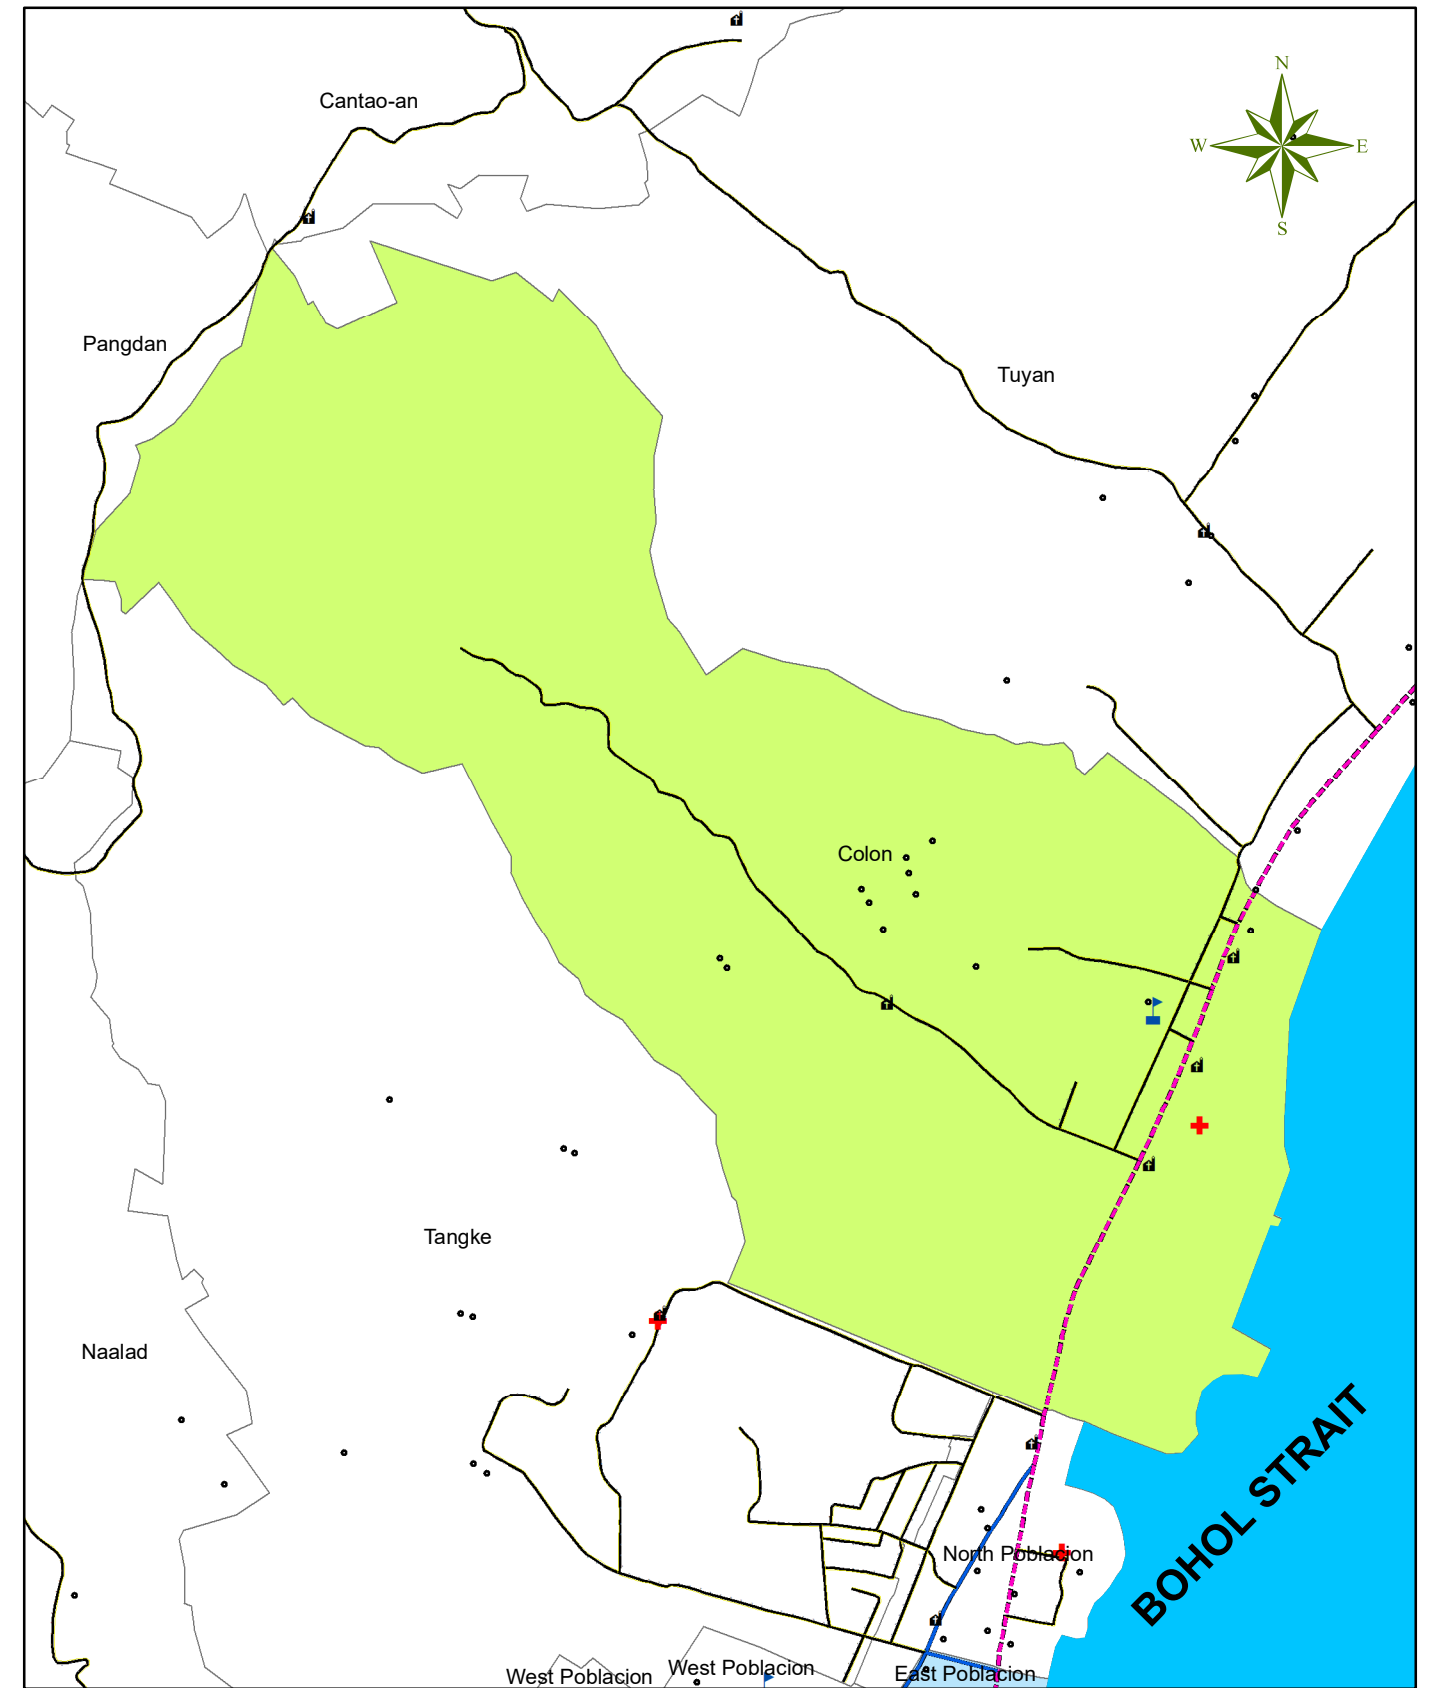 N
Cantao-an
W
E
S
Pangdan
Tuyan
Colon
Tangke
Naalad
BOHOL STRAIT
North Poblacion
West Poblacion
West Poblacion
East Poblacion